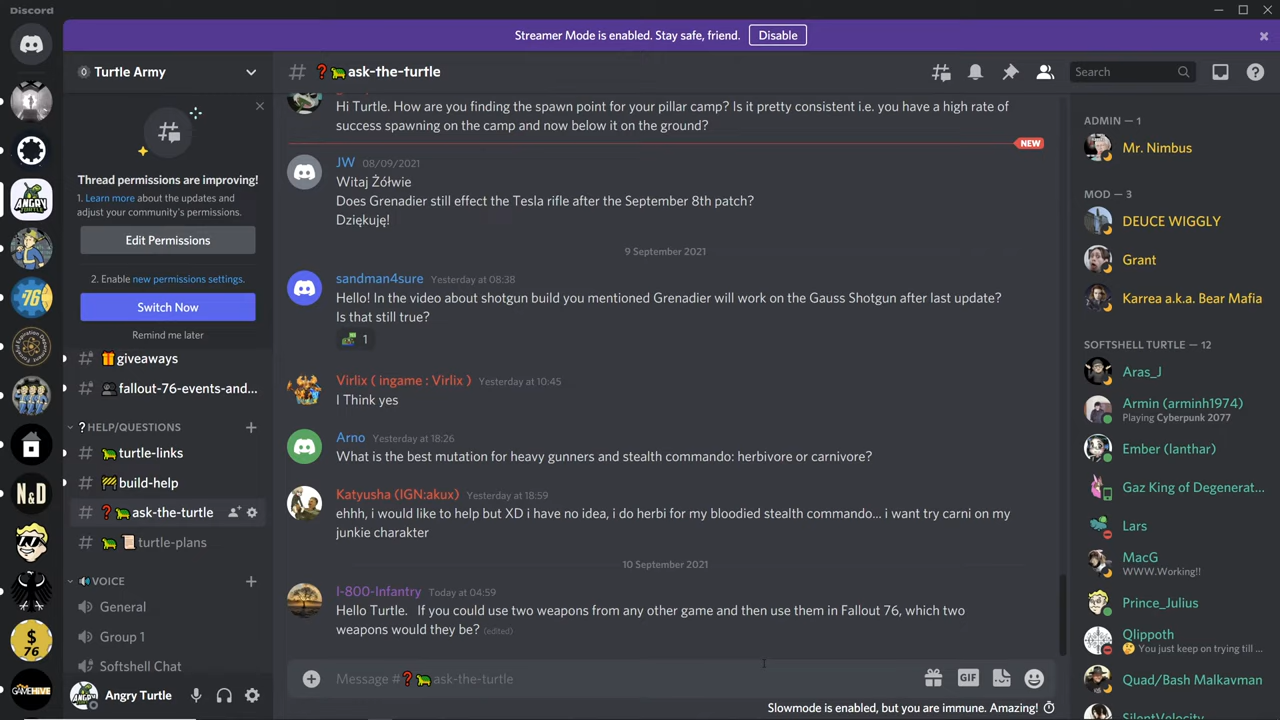 Discord
Streamer Mode is enabled. Stay safe, friend.
Disable
Turtle Army
ask-the-turtle
Search
Thread permissions are improving!
1. Learn more about the updates and
adjust your community's permissions.
Edit Permissions
2. Enable new permissions settings.
Switch Now
Remind me later
giveaways
fallout-76-events-and...
HELP/QUESTIONS
turtle-links
build-help
ask-the-turtle
turtle-plans
VOICE
General
Group 1
Softshell Chat
Angry Turtle
ANGRY
76
N&D
$
76
GAMEHIVE
Hi Turtle. How are you finding the spawn point for your pillar camp? Is it pretty consistent i.e. you have a high rate of
success spawning on the camp and now below it on the ground?
NEW
JW 08/09/2021
Witaj Żółwie
Does Grenadier still effect the Tesla rifle after the September 8th patch?
Dziękuję!
9 September 2021
sandman4sure Yesterday at 08:38
Hello! In the video about shotgun build you mentioned Grenadier will work on the Gauss Shotgun after last update?
Is that still true?
1
Virlix ( ingame : Virlix ) Yesterday at 10:45
I Think yes
Arno Yesterday at 18:26
What is the best mutation for heavy gunners and stealth commando: herbivore or carnivore?
Katyusha (IGN:akux) Yesterday at 18:59
ehhh, i would like to help but XD i have no idea, i do herbi for my bloodied stealth commando... i want try carni on my
junkie charakter
10 September 2021
I-800-Infantry Today at 04:59
Hello Turtle. If you could use two weapons from any other game and then use them in Fallout 76, which two
weapons would they be? (edited)
Message #❓🐢ask-the-turtle
GIF
Slowmode is enabled, but you are immune. Amazing!
ADMIN — 1
Mr. Nimbus
MOD — 3
DEUCE WIGGLY
Grant
Karrea a.k.a. Bear Mafia
SOFTSHELL TURTLE — 12
Aras_J
Armin (arminh1974)
Playing Cyberpunk 2077
Ember (lanthar)
Gaz King of Degenerat...
Lars
MacG
WWW.Working!!
Prince_Julius
Qlippoth
You just keep on trying till ...
Quad/Bash Malkavman
SilentVelocity